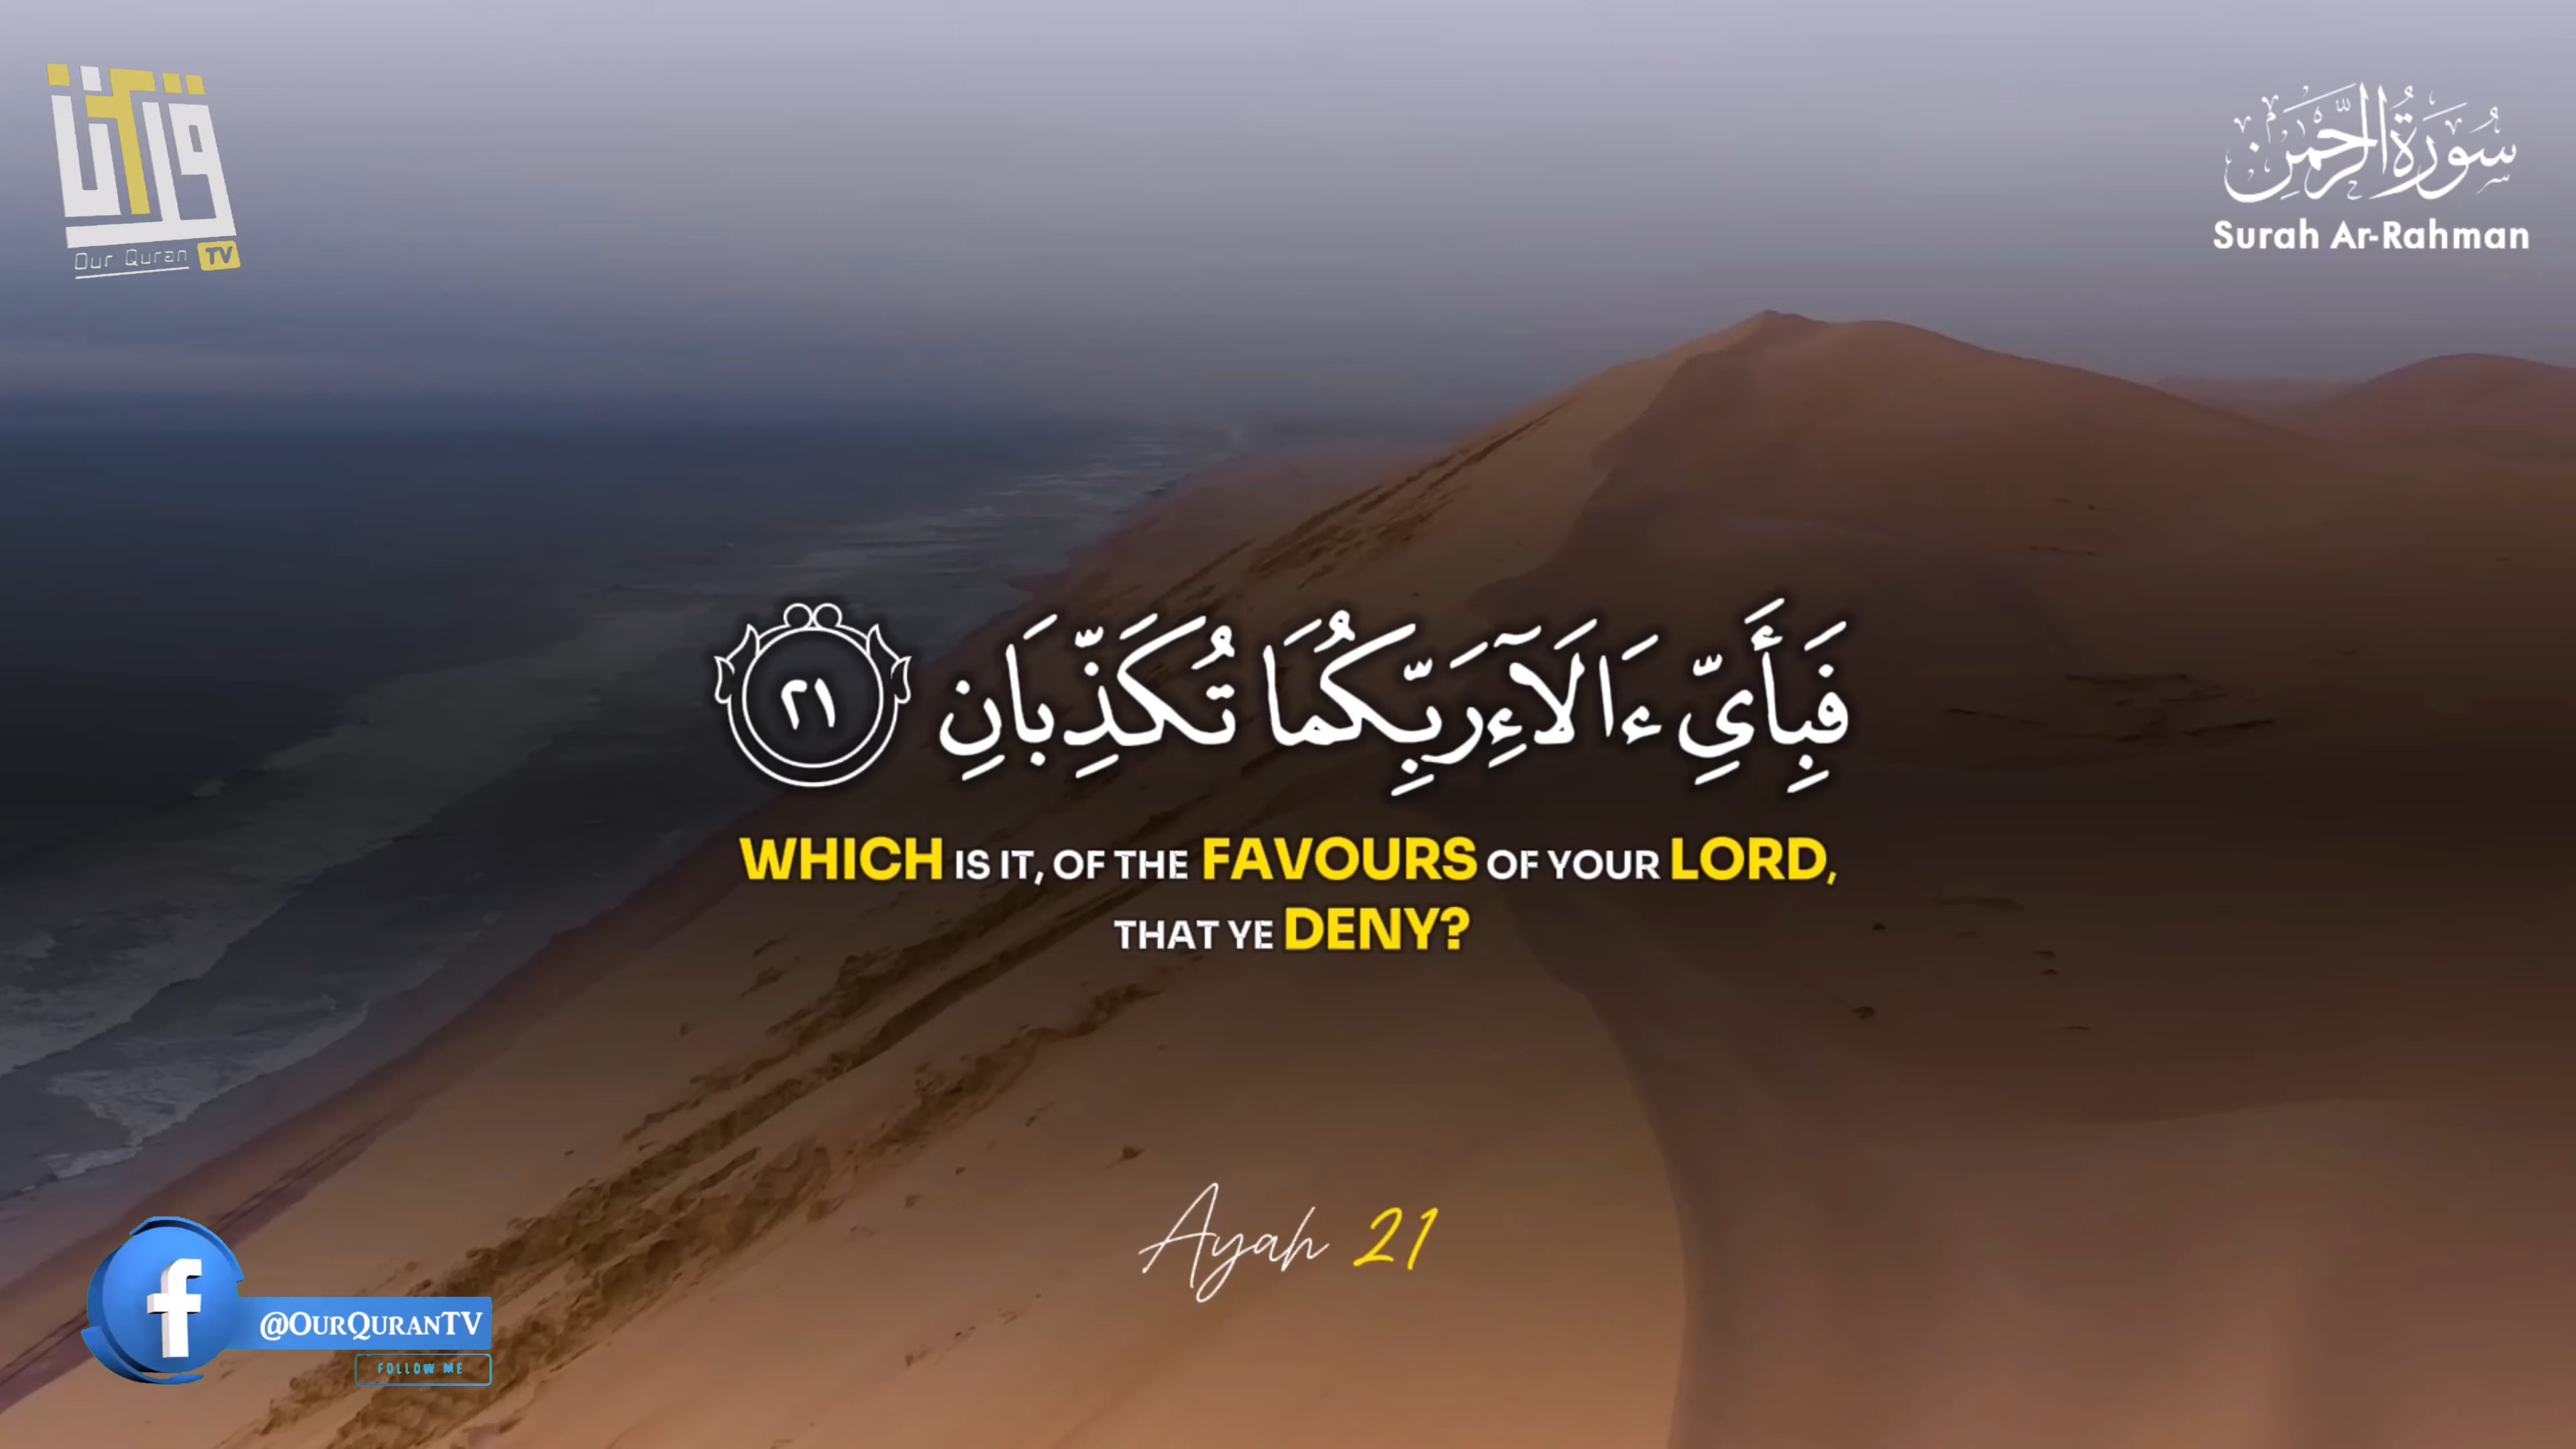 قرآننا
Our Quran TV
سُورَةُ الرَّحْمَٰن
Surah Ar-Rahman
فَبِأَيِّ ءَالَآءِ رَبِّكُمَا تُكَذِّبَانِ ٢١
WHICH IS IT, OF THE FAVOURS OF YOUR LORD,
THAT YE DENY?
Ayah 21
@OURQURANTV
FOLLOW ME